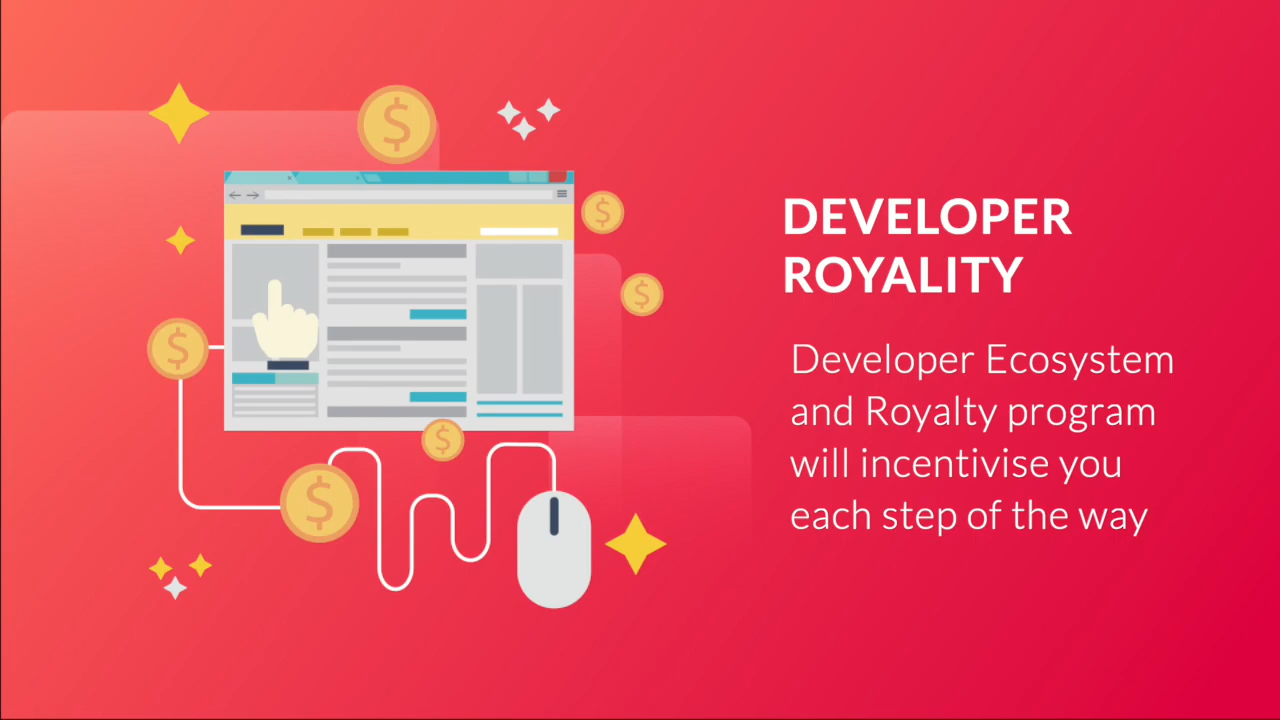 DEVELOPER
ROYALITY
Developer Ecosystem
and Royalty program
will incentivise you
each step of the way